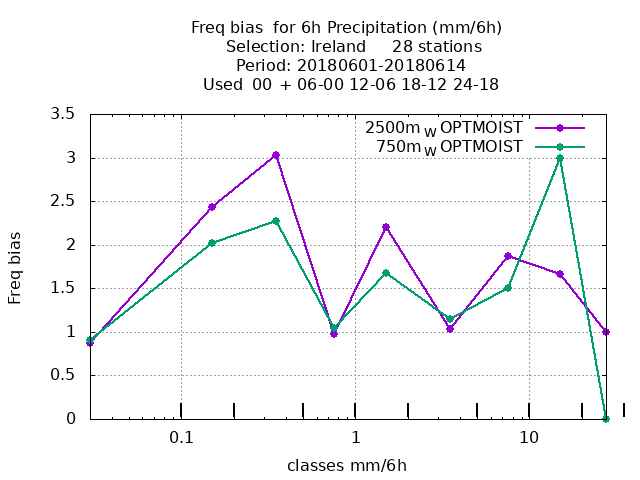 Freq bias  for 6h Precipitation (mm/6h)
Selection: Ireland     28 stations
Period: 20180601-20180614
Used  00  + 06-00 12-06 18-12 24-18
3.5
2500m W OPTMOIST
750m W OPTMOIST
3
2.5
2
1.5
1
0.5
0
Freq bias
0.1
1
10
classes mm/6h